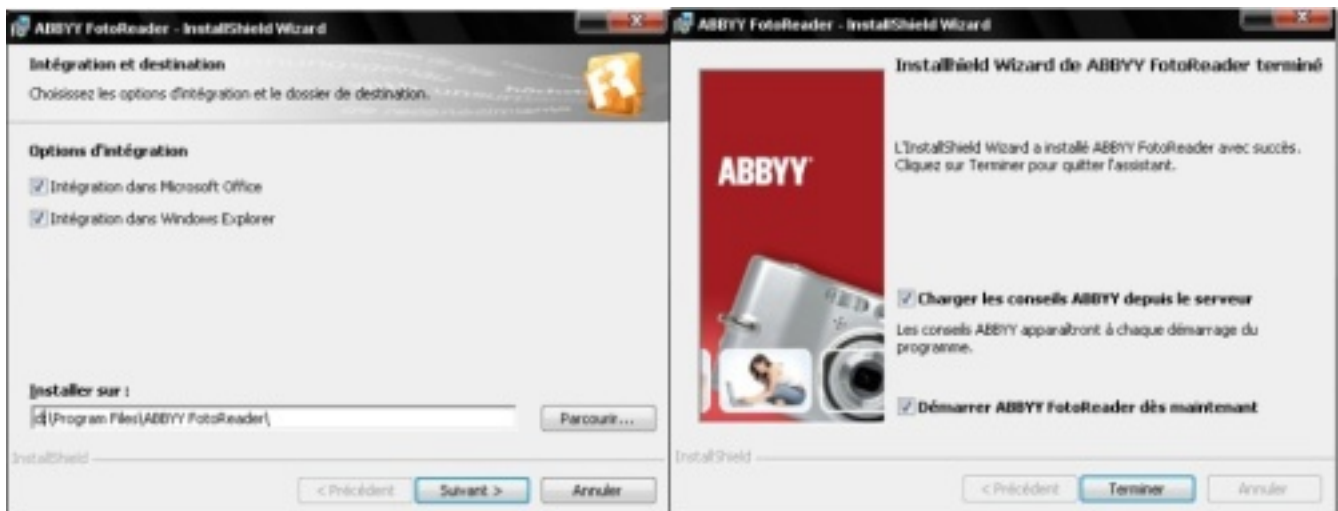 ABBYY FotoReader - InstallShield Wizard
Intégration et destination
Choisissez les options d'intégration et le dossier de destination.
Options d'intégration
Intégration dans Microsoft Office
Intégration dans Windows Explorer
Installer sur :
d:\Program Files\ABBYY FotoReader\
Parcourir...
InstallShield
< Précédent
Suivant >
Annuler
ABBYY FotoReader - InstallShield Wizard
Installhield Wizard de ABBYY FotoReader terminé
ABBYY
L'InstallShield Wizard a installé ABBYY FotoReader avec succès.
Cliquez sur Terminer pour quitter l'assistant.
Charger les conseils ABBYY depuis le serveur
Les conseils ABBYY apparaîtront à chaque démarrage du
programme.
Démarrer ABBYY FotoReader dès maintenant
InstallShield
< Précédent
Terminer
Annuler